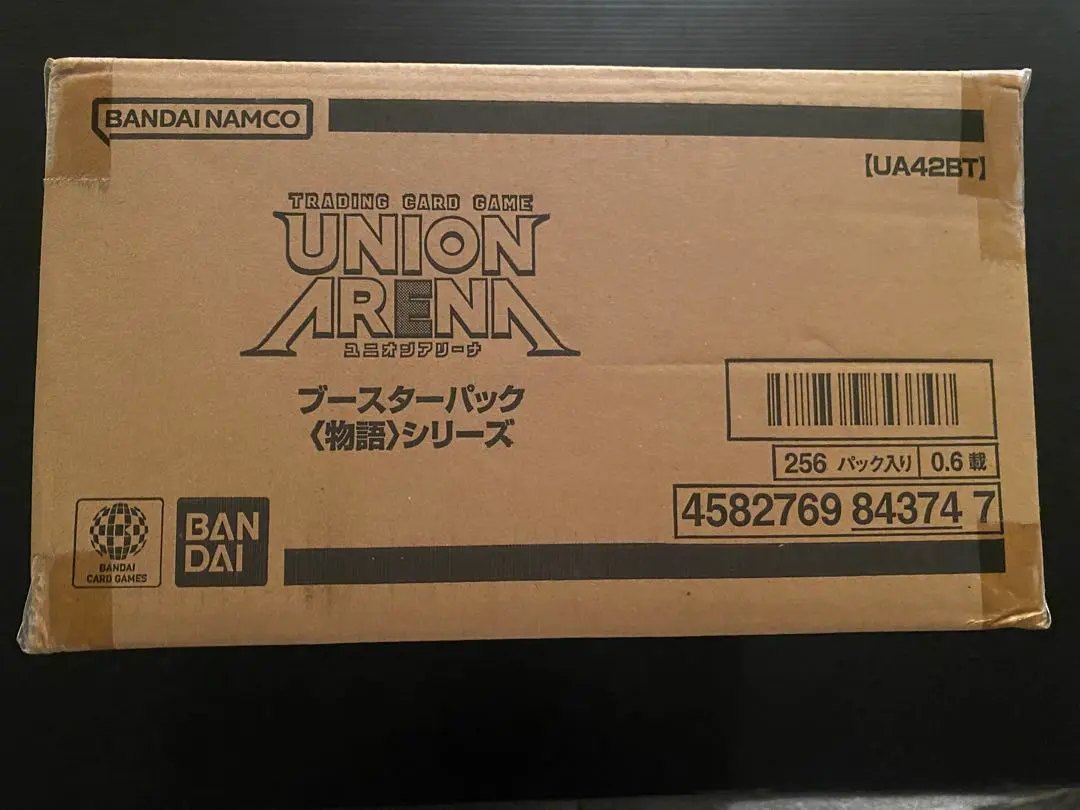 BANDAI NAMCO
【UA42BT】
TRADING CARD GAME
UNION
ARENA
ユニオンアリーナ
ブースターパック
〈物語〉シリーズ
256 パック入り 0.6 載
4582769 84374 7
BANDAI
CARD GAMES
BAN
DAI